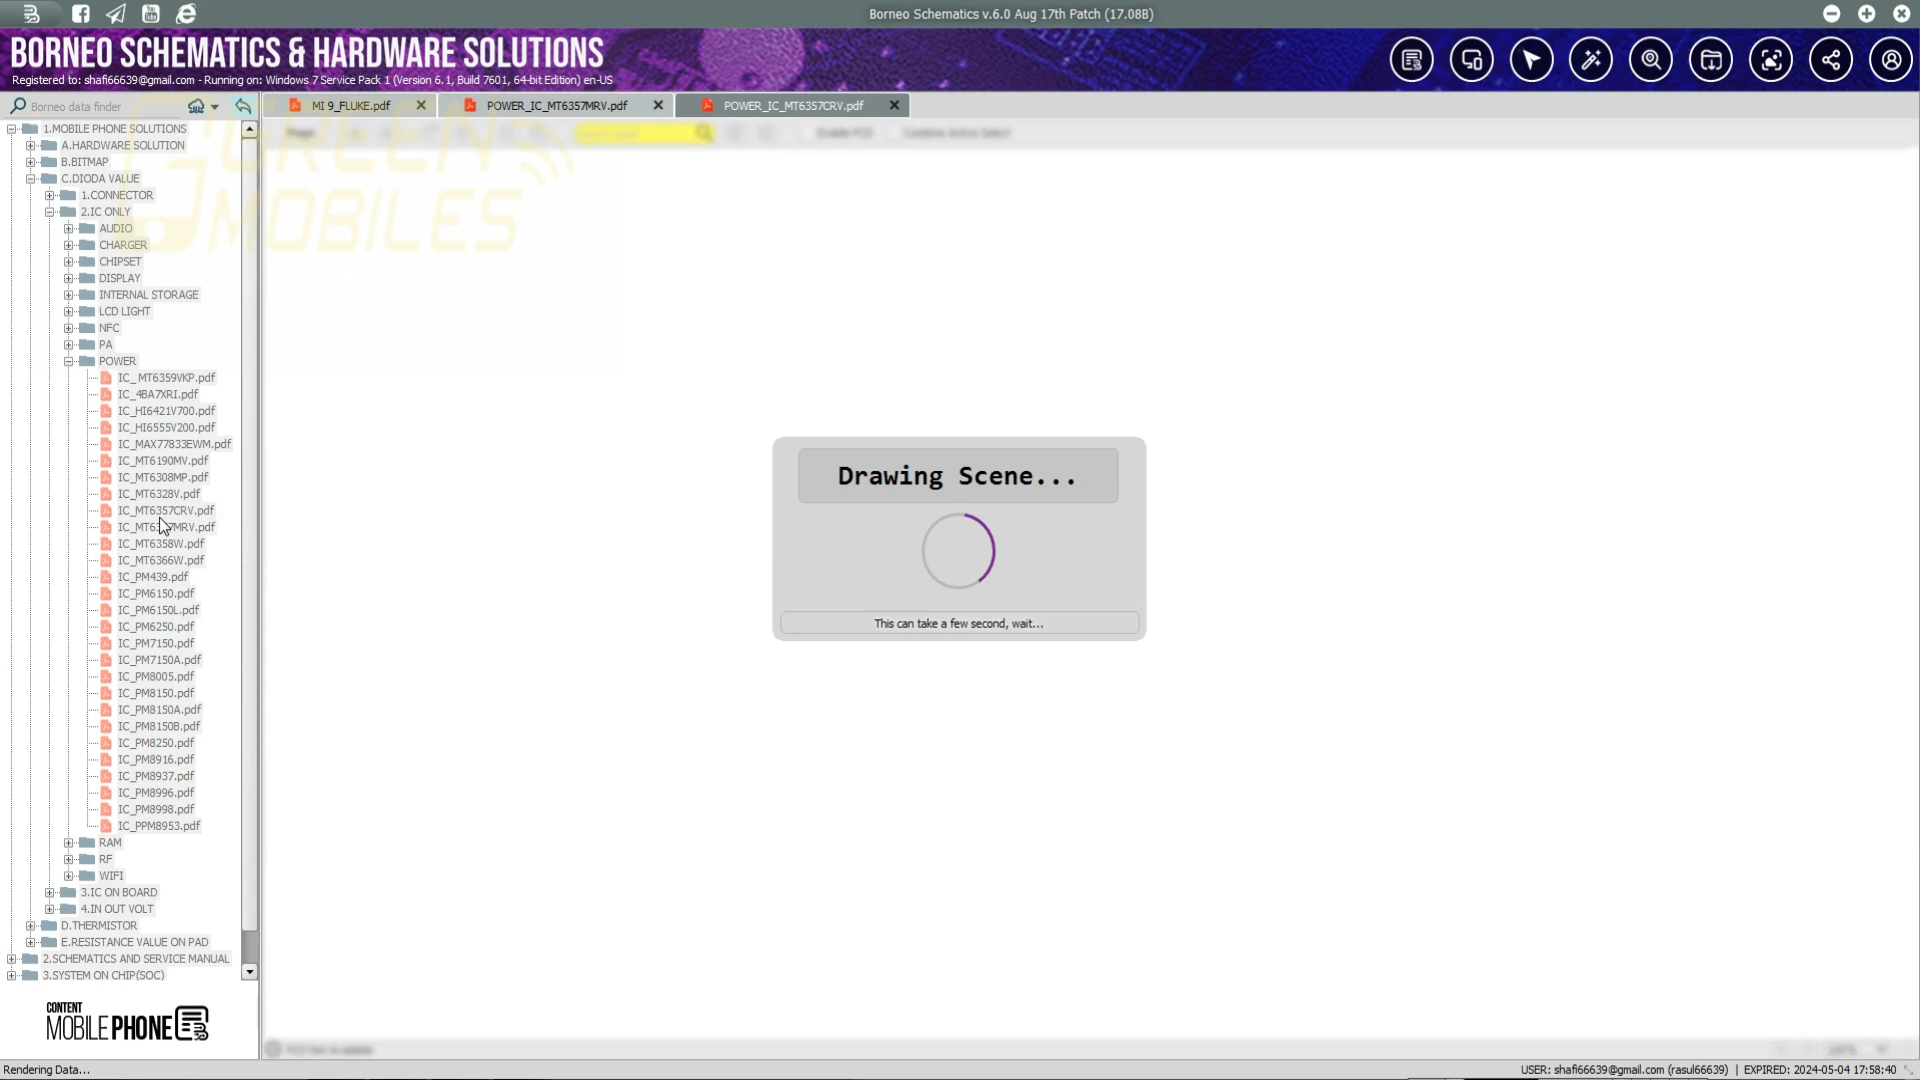 Borneo Schematics v.6.0 Aug 17th Patch (17.08B)
BORNEO SCHEMATICS & HARDWARE SOLUTIONS
Registered to: shafi66639@gmail.com - Running on: Windows 7 Service Pack 1 (Version 6.1, Build 7601, 64-bit Edition) en-US
Borneo data finder
MI 9_FLUKE.pdf
POWER_IC_MT6357MRV.pdf
POWER_IC_MT6357CRV.pdf
1.MOBILE PHONE SOLUTIONS
A.HARDWARE SOLUTION
B.BITMAP
C.DIODA VALUE
1.CONNECTOR
2.IC ONLY
AUDIO
CHARGER
CHIPSET
DISPLAY
INTERNAL STORAGE
LCD LIGHT
NFC
PA
POWER
IC_ MT6359VKP.pdf
IC_4BA7XRI.pdf
IC_HI6421V700.pdf
IC_HI6555V200.pdf
IC_MAX77833EWM.pdf
IC_MT6190MV.pdf
IC_MT6308MP.pdf
IC_MT6328V.pdf
IC_MT6357CRV.pdf
IC_MT6357MRV.pdf
IC_MT6358W.pdf
IC_MT6366W.pdf
IC_PM439.pdf
IC_PM6150.pdf
IC_PM6150L.pdf
IC_PM6250.pdf
IC_PM7150.pdf
IC_PM7150A.pdf
IC_PM8005.pdf
IC_PM8150.pdf
IC_PM8150A.pdf
IC_PM8150B.pdf
IC_PM8250.pdf
IC_PM8916.pdf
IC_PM8937.pdf
IC_PM8996.pdf
IC_PM8998.pdf
IC_PPM8953.pdf
RAM
RF
WIFI
3.IC ON BOARD
4.IN OUT VOLT
D.THERMISTOR
E.RESISTANCE VALUE ON PAD
2.SCHEMATICS AND SERVICE MANUAL
3.SYSTEM ON CHIP(SOC)
MOBILES
Drawing Scene...
This can take a few second, wait...
CONTENT
MOBILEPHONE
Rendering Data...
USER: shafi66639@gmail.com (rasul66639) | EXPIRED: 2024-05-04 17:58:40